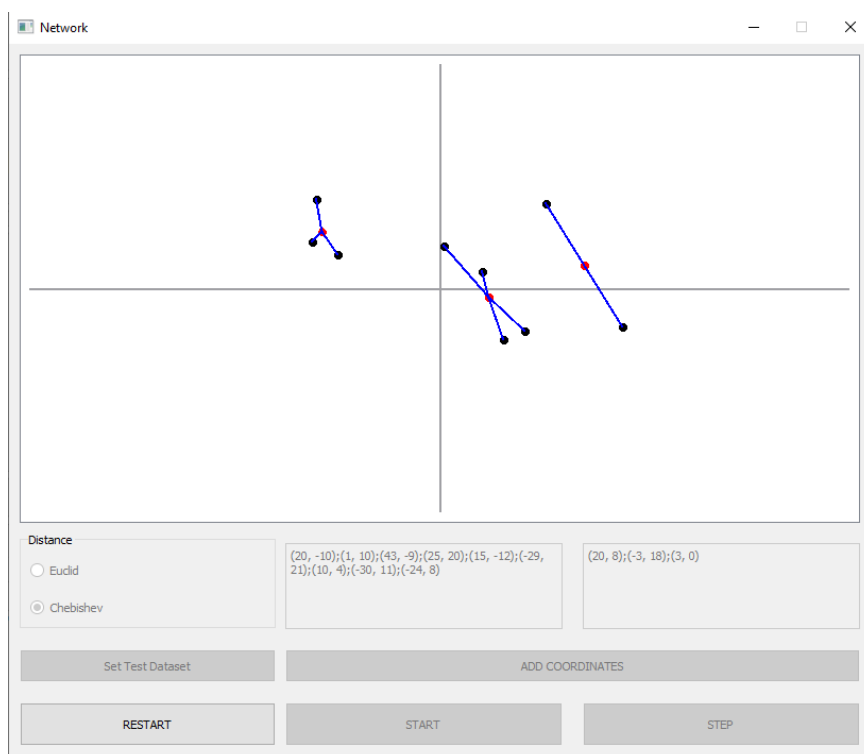 Network
Distance
Euclid
Chebishev
(20, -10);(1, 10);(43, -9);(25, 20);(15, -12);(-29,
21);(10, 4);(-30, 11);(-24, 8)
(20, 8);(-3, 18);(3, 0)
Set Test Dataset
ADD COORDINATES
RESTART
START
STEP